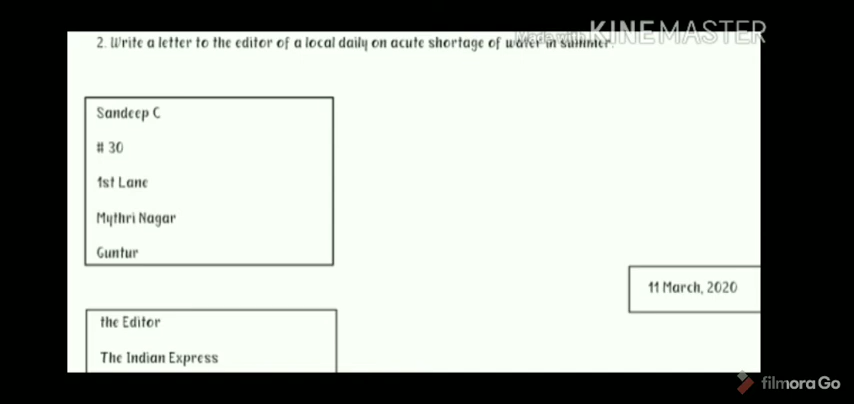 Made with KINEMASTER
2. Write a letter to the editor of a local daily on acute shortage of water in summer.
Sandeep C
# 30
1st Lane
Mythri Nagar
Guntur
11 March, 2020
the Editor
The Indian Express
filmora Go